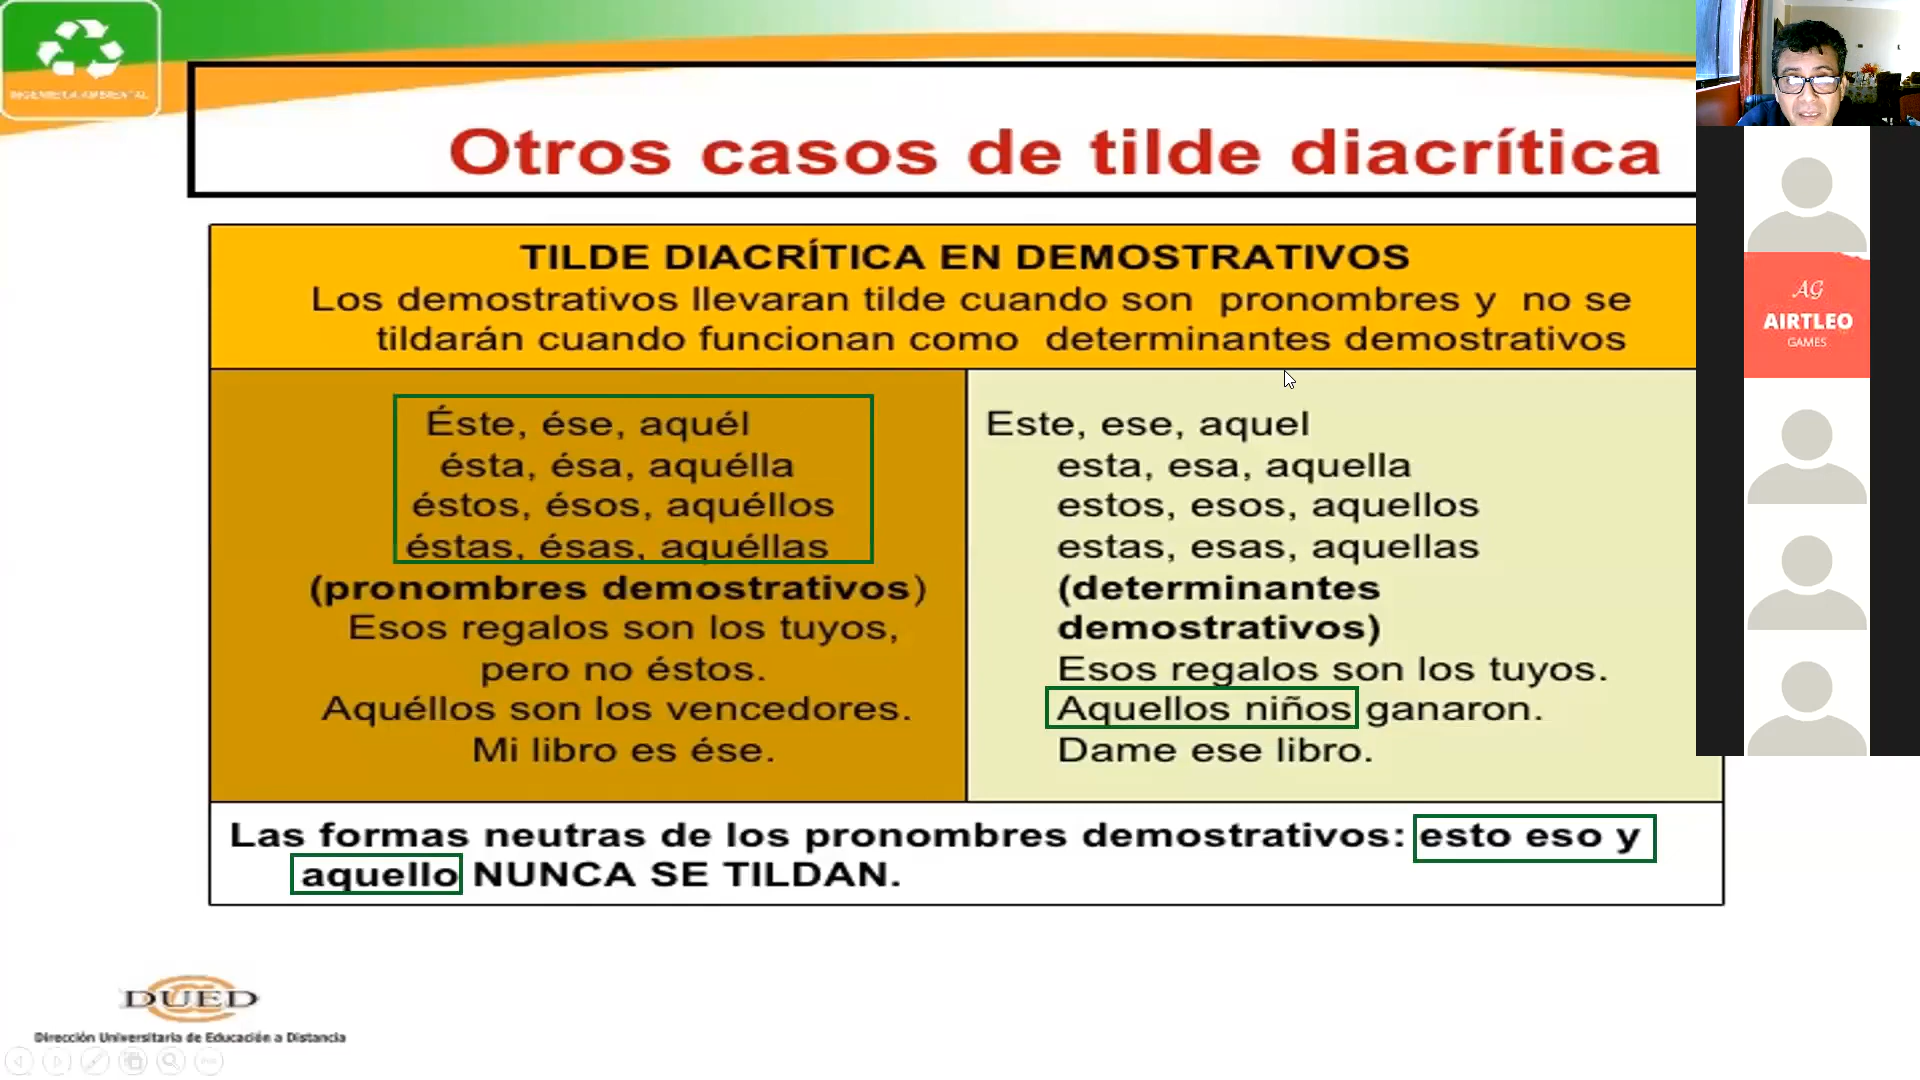 INGENIERÍA AMBIENTAL
Otros casos de tilde diacrítica
TILDE DIACRÍTICA EN DEMOSTRATIVOS
Los demostrativos llevaran tilde cuando son pronombres y no se
tildarán cuando funcionan como determinantes demostrativos
Éste, ése, aquél
ésta, ésa, aquélla
éstos, ésos, aquéllos
éstas, ésas, aquéllas
(pronombres demostrativos)
Esos regalos son los tuyos,
pero no éstos.
Aquéllos son los vencedores.
Mi libro es ése.
Este, ese, aquel
esta, esa, aquella
estos, esos, aquellos
estas, esas, aquellas
(determinantes
demostrativos)
Esos regalos son los tuyos.
Aquellos niños ganaron.
Dame ese libro.
Las formas neutras de los pronombres demostrativos: esto eso y
aquello NUNCA SE TILDAN.
AG
AIRTLEO
GAMES
DUED
Dirección Universitaria de Educación a Distancia